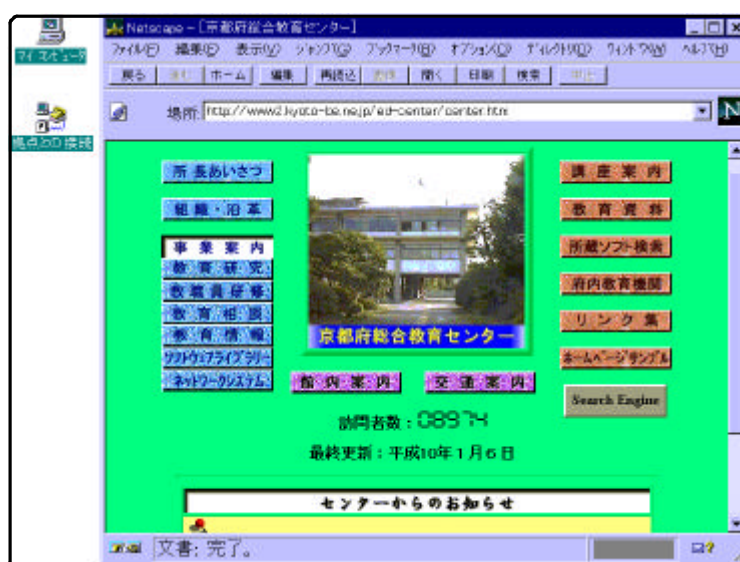 マイ コンピュータ
Netscape - [京都府総合教育センター]
ファイル(F) 編集(E) 表示(V) ジャンプ(G) ブックマーク(B) オプション(O) ディレクトリ(D) ウィンドウ(W) ヘルプ(H)
戻る ホーム 編集 再読込 開く 印刷 検索
場所: http://www2.kyoto-be.ne.jp/ed-center/center.htm
N
接続
所長あいさつ
組織・沿革
事業案内
教育研究
教職員研修
教育相談
教育情報
ソフトウェアライブラリー
ネットワークシステム
京都府総合教育センター
館内案内 交通案内
講座案内
教育資料
所蔵ソフト検索
府内教育機関
リンク集
ホームページサンプル
Search Engine
訪問者数:08974
最終更新:平成10年1月6日
センターからのお知らせ
文書: 完了。